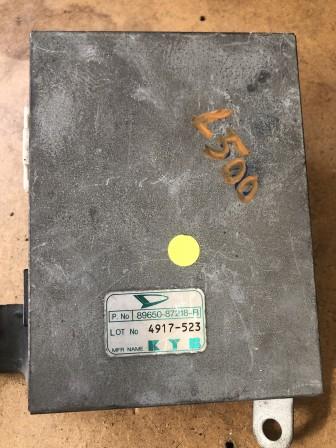 L500
P. No 89650-87218-A
LOT No 4917-523
MFR NAME KYB